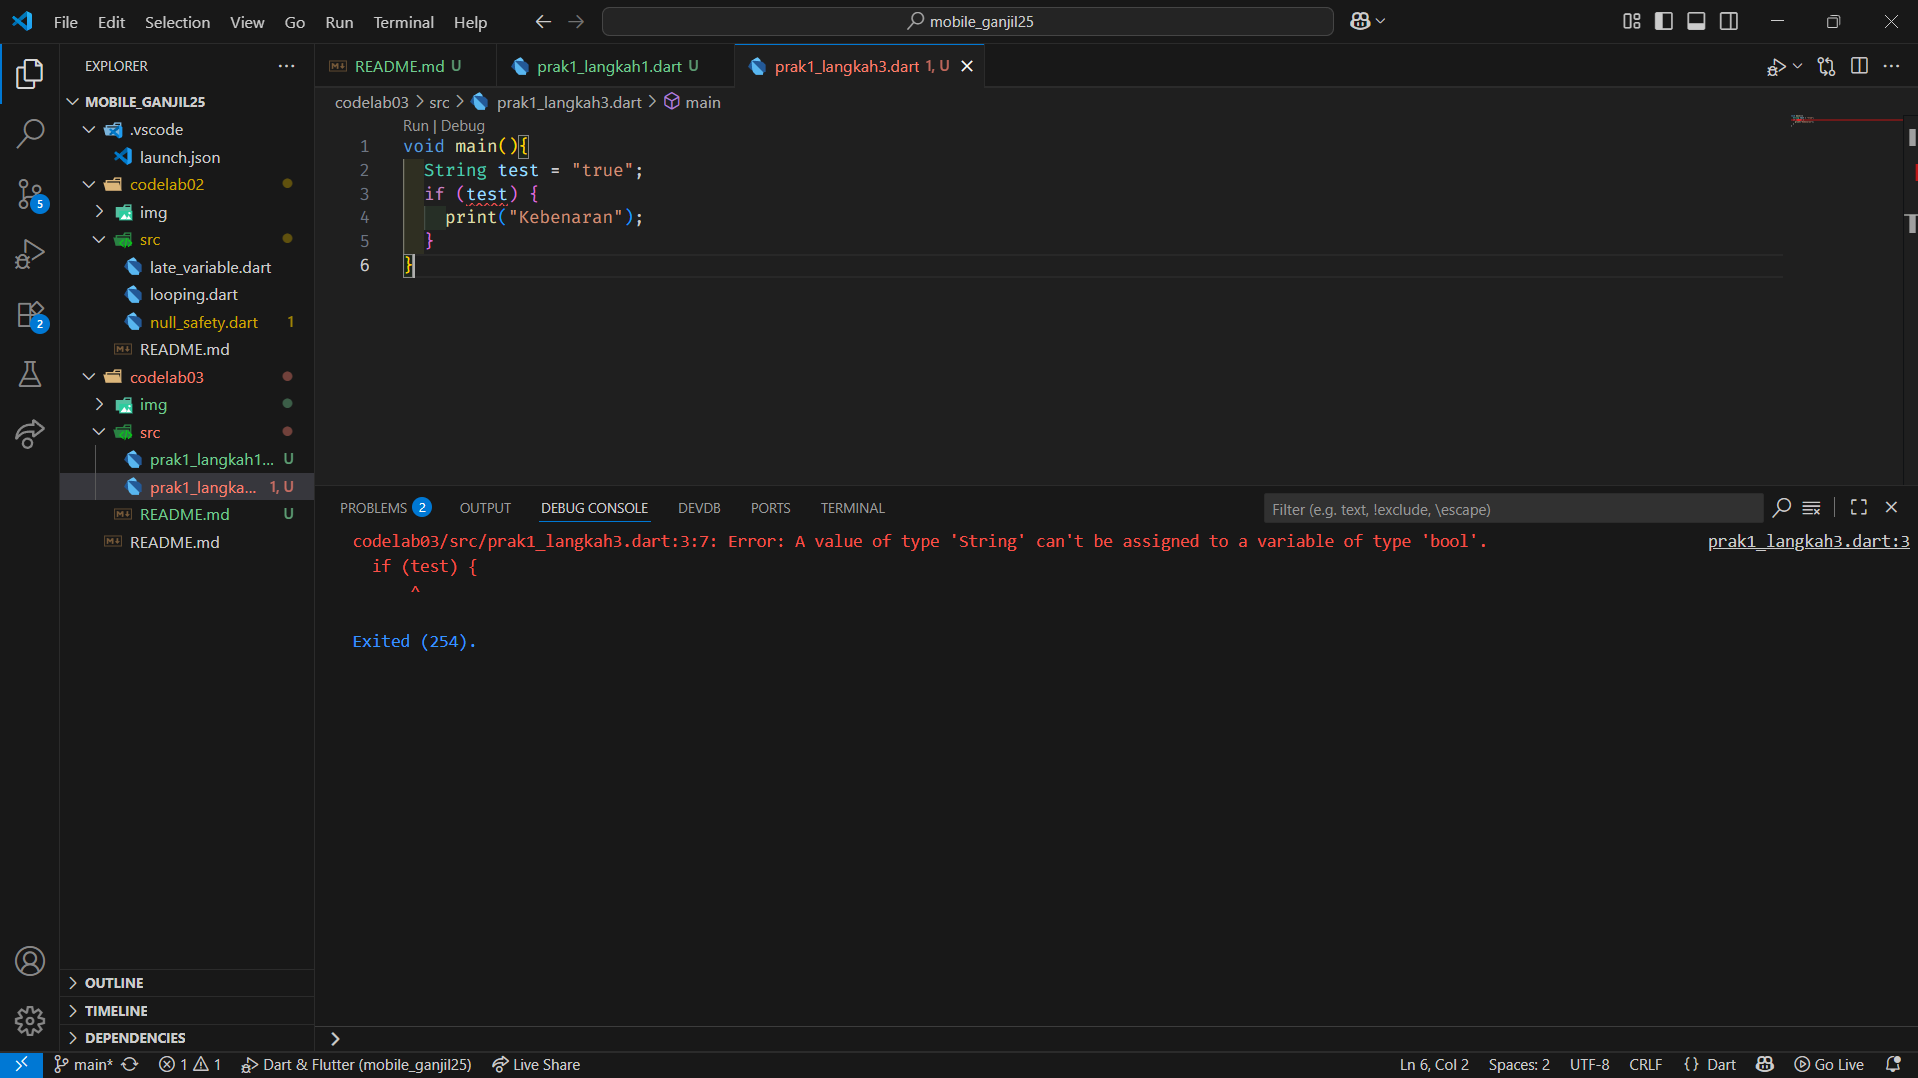 File Edit Selection View Go Run Terminal Help
mobile_ganjil25
EXPLORER
MOBILE_GANJIL25
.vscode
launch.json
codelab02
img
src
late_variable.dart
looping.dart
null_safety.dart 1
README.md
codelab03
img
src
prak1_langkah1... U
prak1_langka... 1, U
README.md U
README.md
OUTLINE
TIMELINE
DEPENDENCIES
5
2
README.md U
prak1_langkah1.dart U
prak1_langkah3.dart 1, U
codelab03 > src > prak1_langkah3.dart > main
Run | Debug
1 void main(){
2 String test = "true";
3 if (test) {
4 print("Kebenaran");
5 }
6 }
PROBLEMS 2 OUTPUT DEBUG CONSOLE DEVDB PORTS TERMINAL
Filter (e.g. text, !exclude, \escape)
codelab03/src/prak1_langkah3.dart:3:7: Error: A value of type 'String' can't be assigned to a variable of type 'bool'. prak1_langkah3.dart:3
if (test) {
^
Exited (254).
main* 1 1 Dart & Flutter (mobile_ganjil25) Live Share Ln 6, Col 2 Spaces: 2 UTF-8 CRLF {} Dart Go Live